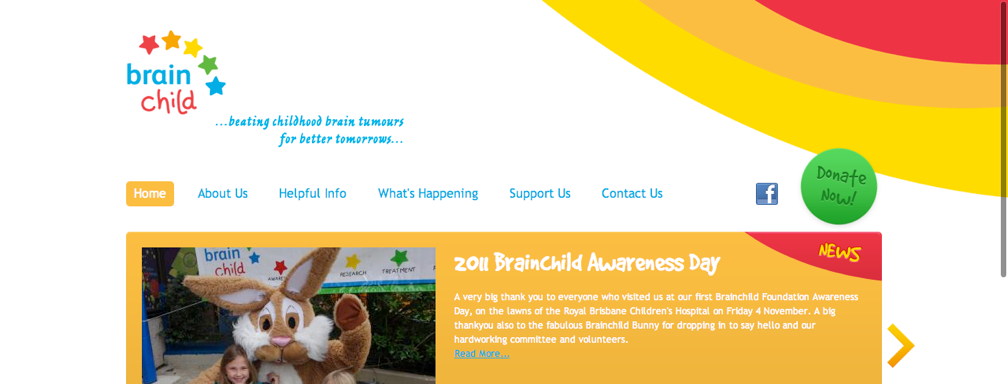 brain
child
...beating childhood brain tumours
for better tomorrows...
Home
About Us
Helpful Info
What's Happening
Support Us
Contact Us
f
Donate
Now!
brain
child
RESEARCH
TREATMENT
2011 BrainChild Awareness Day
NEWS
A very big thank you to everyone who visited us at our first Brainchild Foundation Awareness
Day, on the lawns of the Royal Brisbane Children's Hospital on Friday 4 November. A big
thankyou also to the fabulous Brainchild Bunny for dropping in to say hello and our
hardworking committee and volunteers.
Read More...